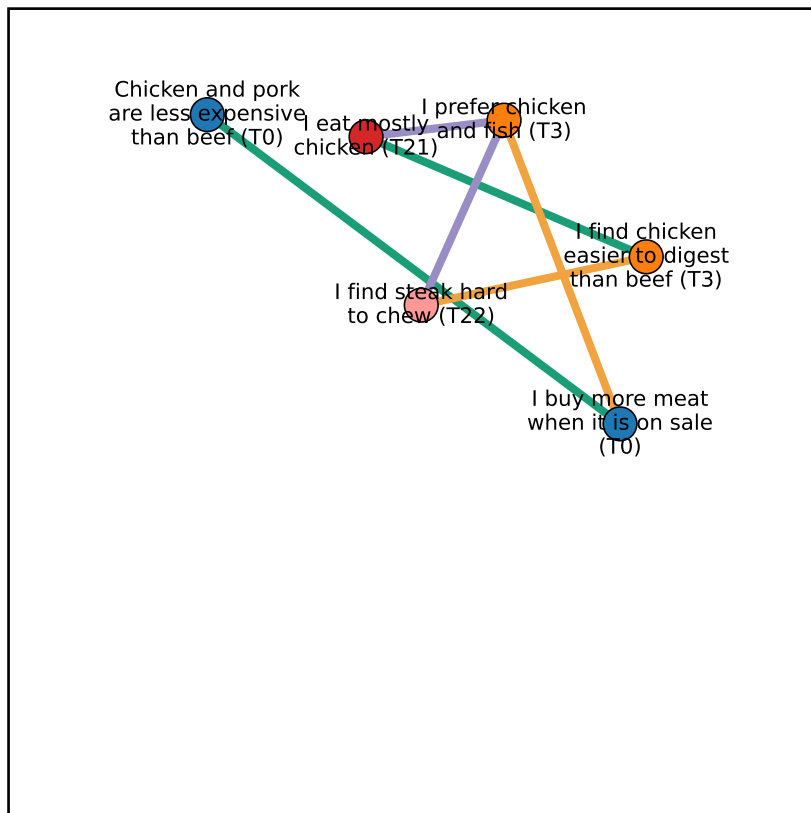 Chicken and pork
are less expensive
than beef (T0)
I eat mostly
chicken (T21)
I prefer chicken
and fish (T3)
I find chicken
easier to digest
than beef (T3)
I find steak hard
to chew (T22)
I buy more meat
when it is on sale
(T0)